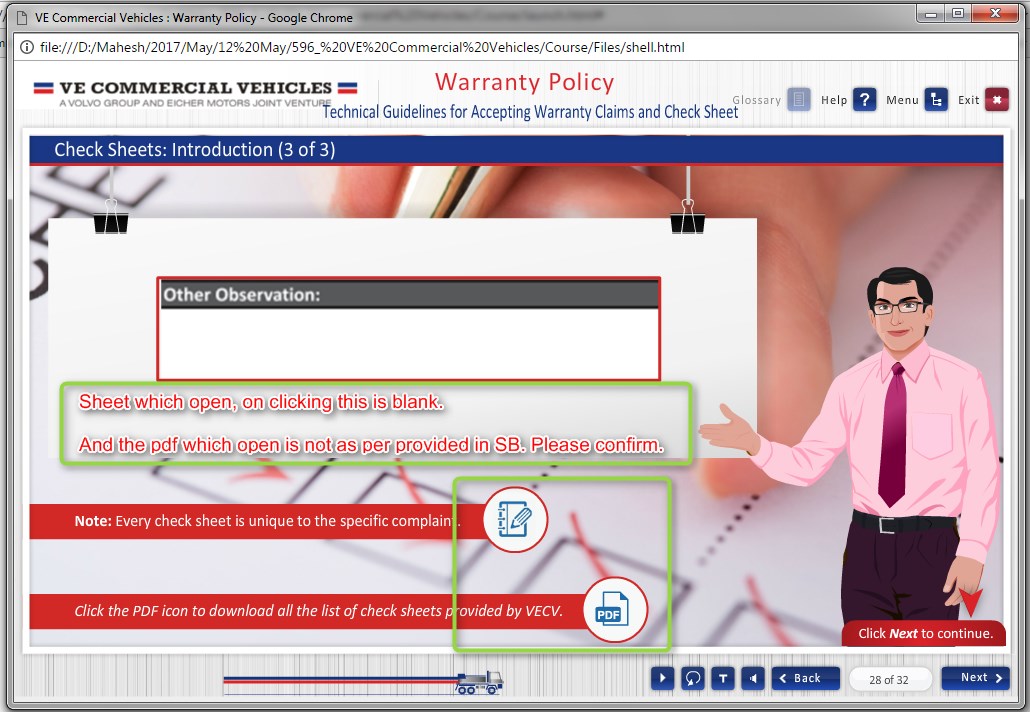 VE Commercial Vehicles : Warranty Policy - Google Chrome
file:///D:/Mahesh/2017/May/12%20May/596_%20VE%20Commercial%20Vehicles/Course/Files/shell.html
VE COMMERCIAL VEHICLES
A VOLVO GROUP AND EICHER MOTORS JOINT VENTURE
Warranty Policy
Technical Guidelines for Accepting Warranty Claims and Check Sheet
Glossary Help ? Menu Exit
Check Sheets: Introduction (3 of 3)
Other Observation:
Sheet which open, on clicking this is blank.
And the pdf which open is not as per provided in SB. Please confirm.
Note: Every check sheet is unique to the specific complaint.
Click the PDF icon to download all the list of check sheets provided by VECV.
PDF
Click Next to continue.
T Back 28 of 32 Next